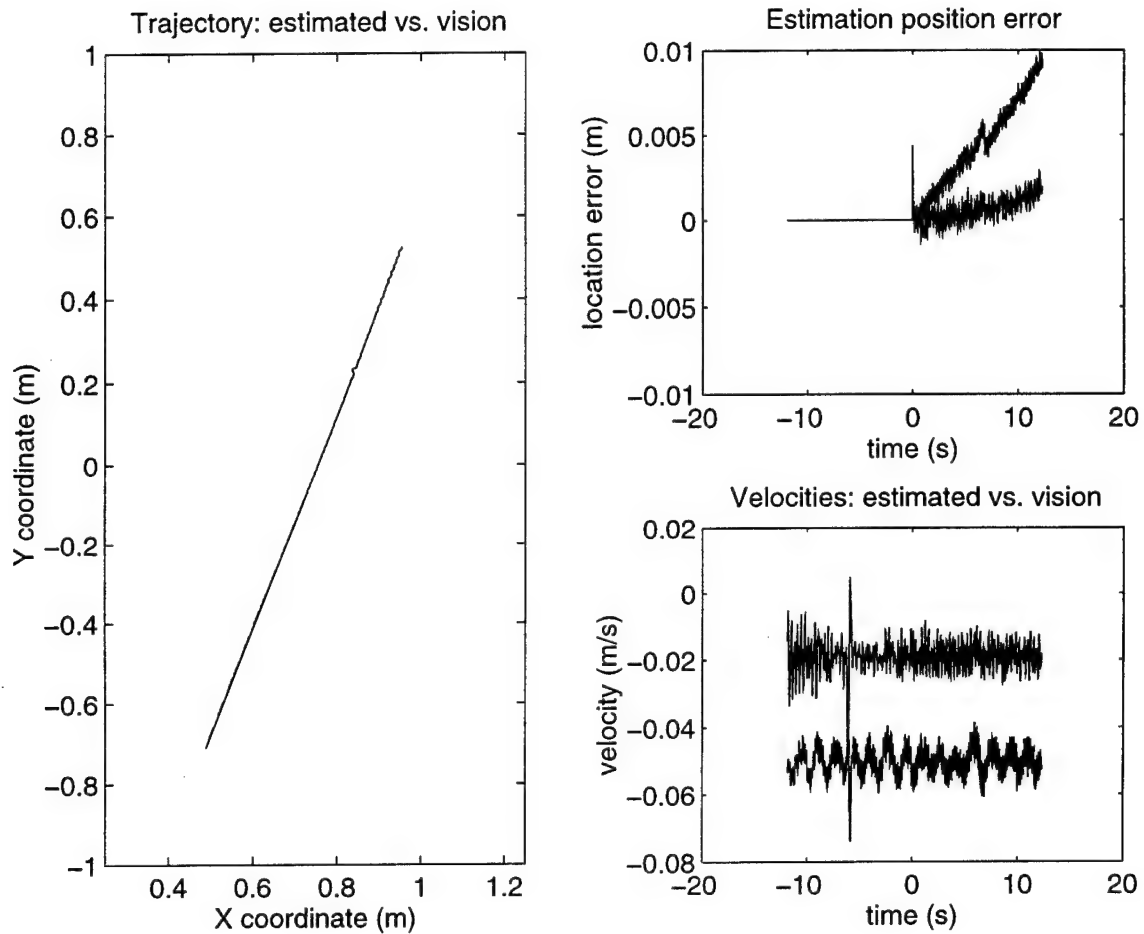 Trajectory: estimated vs. vision
1
0.8
0.6
0.4
0.2
0
−0.2
−0.4
−0.6
−0.8
−1
Y coordinate (m)
0.4 0.6 0.8 1 1.2
X coordinate (m)
Estimation position error
0.01
0.005
0
−0.005
−0.01
location error (m)
−20 −10 0 10 20
time (s)
Velocities: estimated vs. vision
0.02
0
−0.02
−0.04
−0.06
−0.08
velocity (m/s)
−20 −10 0 10 20
time (s)